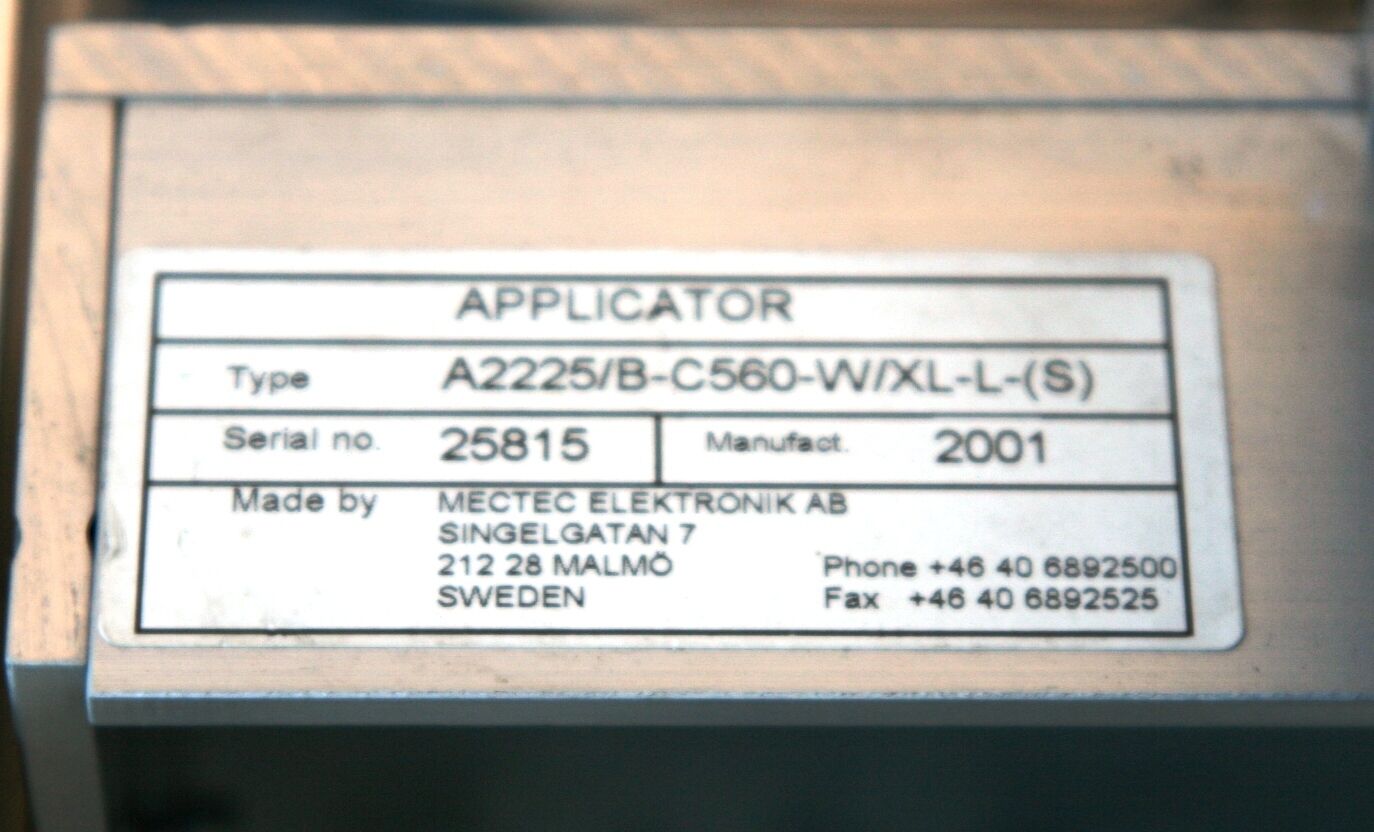 APPLICATOR
Type A2225/B-C560-W/XL-L-(S)
Serial no. 25815 Manufact. 2001
Made by MECTEC ELEKTRONIK AB
SINGELGATAN 7
212 28 MALMÖ Phone +46 40 6892500
SWEDEN Fax +46 40 6892525